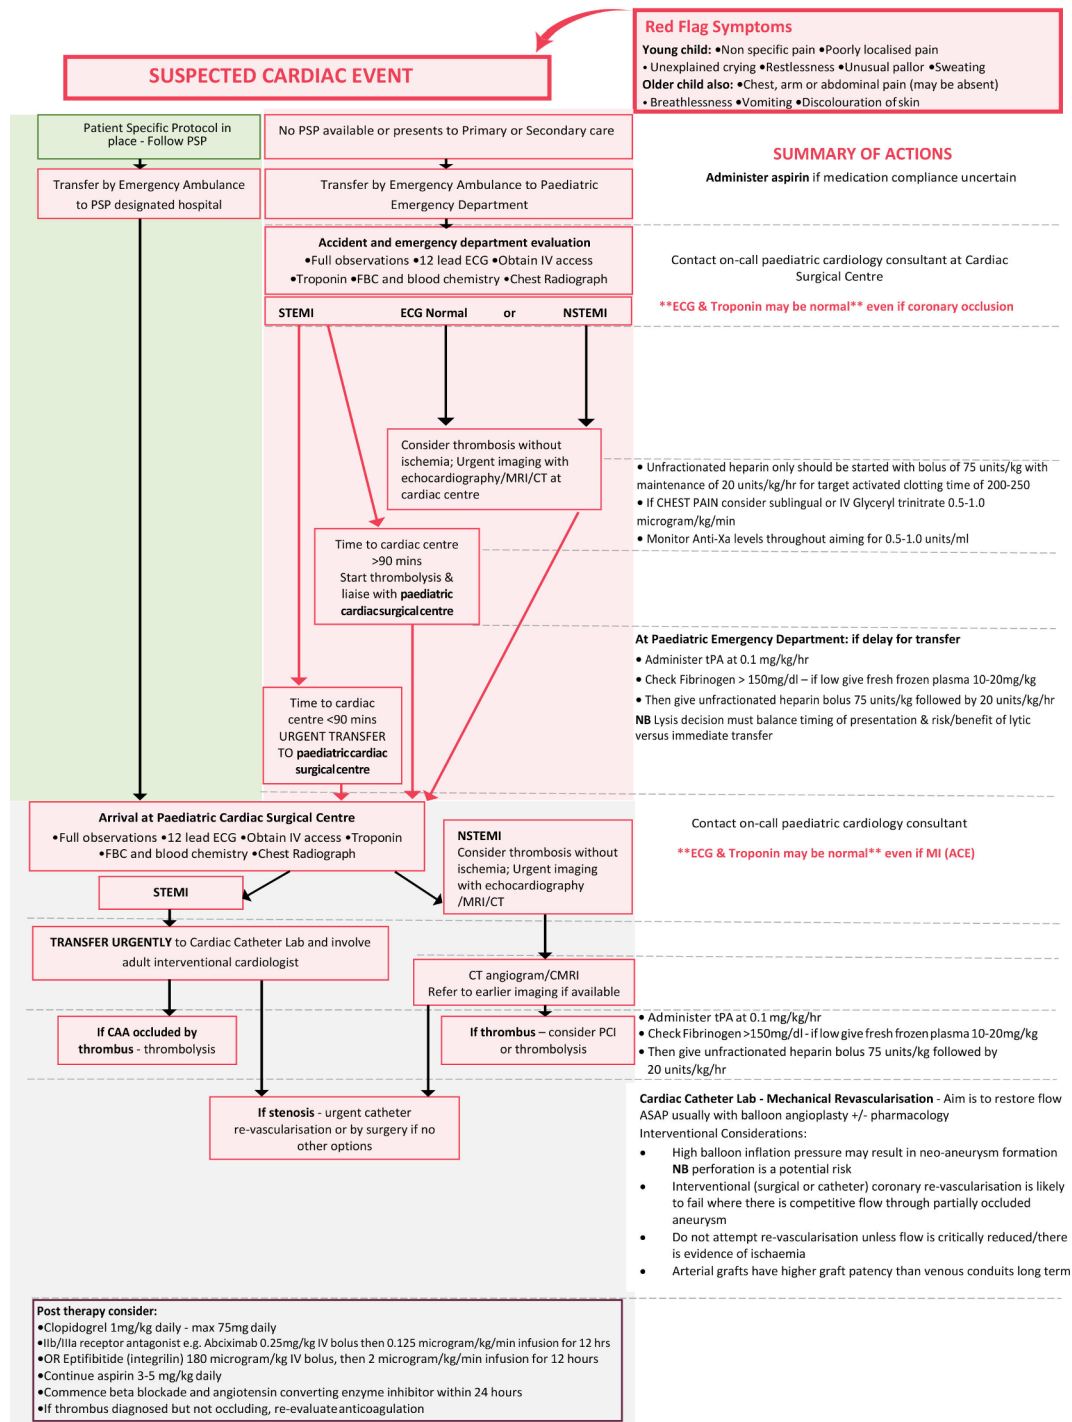 Red Flag Symptoms
Young child: •Non specific pain •Poorly localised pain
• Unexplained crying •Restlessness •Unusual pallor •Sweating
Older child also: •Chest, arm or abdominal pain (may be absent)
• Breathlessness •Vomiting •Discolouration of skin
SUSPECTED CARDIAC EVENT
Patient Specific Protocol in
place - Follow PSP
No PSP available or presents to Primary or Secondary care
SUMMARY OF ACTIONS
Administer aspirin if medication compliance uncertain
Transfer by Emergency Ambulance
to PSP designated hospital
Transfer by Emergency Ambulance to Paediatric
Emergency Department
Accident and emergency department evaluation
•Full observations •12 lead ECG •Obtain IV access
•Troponin •FBC and blood chemistry •Chest Radiograph
Contact on-call paediatric cardiology consultant at Cardiac
Surgical Centre
**ECG & Troponin may be normal** even if coronary occlusion
STEMI ECG Normal or NSTEMI
Consider thrombosis without
ischemia; Urgent imaging with
echocardiography/MRI/CT at
cardiac centre
• Unfractionated heparin only should be started with bolus of 75 units/kg with
maintenance of 20 units/kg/hr for target activated clotting time of 200-250
• If CHEST PAIN consider sublingual or IV Glyceryl trinitrate 0.5-1.0
microgram/kg/min
• Monitor Anti-Xa levels throughout aiming for 0.5-1.0 units/ml
Time to cardiac centre
>90 mins
Start thrombolysis &
liaise with paediatric
cardiac surgical centre
At Paediatric Emergency Department: if delay for transfer
• Administer tPA at 0.1 mg/kg/hr
• Check Fibrinogen > 150mg/dl – if low give fresh frozen plasma 10-20mg/kg
• Then give unfractionated heparin bolus 75 units/kg followed by 20 units/kg/hr
NB Lysis decision must balance timing of presentation & risk/benefit of lytic
versus immediate transfer
Time to cardiac
centre <90 mins
URGENT TRANSFER
TO paediatric cardiac
surgical centre
Arrival at Paediatric Cardiac Surgical Centre
•Full observations •12 lead ECG •Obtain IV access •Troponin
•FBC and blood chemistry •Chest Radiograph
Contact on-call paediatric cardiology consultant
**ECG & Troponin may be normal** even if MI (ACE)
NSTEMI
Consider thrombosis without
ischemia; Urgent imaging
with echocardiography
/MRI/CT
STEMI
TRANSFER URGENTLY to Cardiac Catheter Lab and involve
adult interventional cardiologist
CT angiogram/CMRI
Refer to earlier imaging if available
If CAA occluded by
thrombus - thrombolysis
If thrombus – consider PCI
or thrombolysis
• Administer tPA at 0.1 mg/kg/hr
• Check Fibrinogen >150mg/dl - if low give fresh frozen plasma 10-20mg/kg
• Then give unfractionated heparin bolus 75 units/kg followed by
20 units/kg/hr
If stenosis - urgent catheter
re-vascularisation or by surgery if no
other options
Cardiac Catheter Lab - Mechanical Revascularisation - Aim is to restore flow
ASAP usually with balloon angioplasty +/- pharmacology
Interventional Considerations:
• High balloon inflation pressure may result in neo-aneurysm formation
NB perforation is a potential risk
• Interventional (surgical or catheter) coronary re-vascularisation is likely
to fail where there is competitive flow through partially occluded
aneurysm
• Do not attempt re-vascularisation unless flow is critically reduced/there
is evidence of ischaemia
• Arterial grafts have higher graft patency than venous conduits long term
Post therapy consider:
•Clopidogrel 1mg/kg daily - max 75mg daily
•IIb/IIIa receptor antagonist e.g. Abciximab 0.25mg/kg IV bolus then 0.125 microgram/kg/min infusion for 12 hrs
•OR Eptifibitide (integrilin) 180 microgram/kg IV bolus, then 2 microgram/kg/min infusion for 12 hours
•Continue aspirin 3-5 mg/kg daily
•Commence beta blockade and angiotensin converting enzyme inhibitor within 24 hours
•If thrombus diagnosed but not occluding, re-evaluate anticoagulation